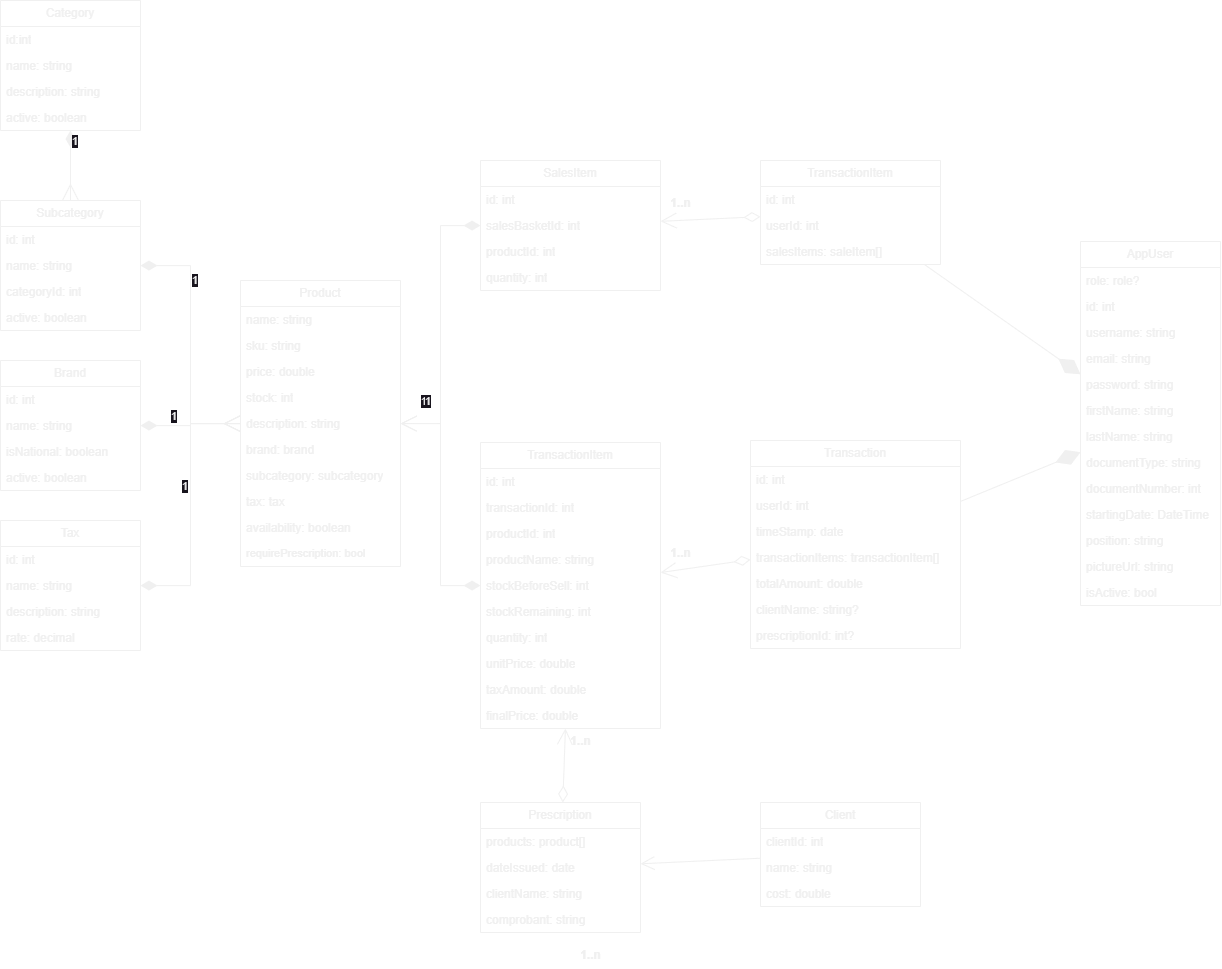 Category
id:int
name: string
description: string
active: boolean
1
Subcategory
id: int
name: string
categoryId: int
active: boolean
1
Brand
id: int
name: string
isNational: boolean
active: boolean
1
Tax
id: int
name: string
description: string
rate: decimal
1
Product
name: string
sku: string
price: double
stock: int
description: string
brand: brand
subcategory: subcategory
tax: tax
availability: boolean
requirePrescription: bool
11
SalesItem
id: int
salesBasketId: int
productId: int
quantity: int
1..n
TransactionItem
id: int
userId: int
salesItems: saleItem[]
TransactionItem
id: int
transactionId: int
productId: int
productName: string
stockBeforeSell: int
stockRemaining: int
quantity: int
unitPrice: double
taxAmount: double
finalPrice: double
1..n
1..n
Transaction
id: int
userId: int
timeStamp: date
transactionItems: transactionItem[]
totalAmount: double
clientName: string?
prescriptionId: int?
AppUser
role: role?
id: int
username: string
email: string
password: string
firstName: string
lastName: string
documentType: string
documentNumber: int
startingDate: DateTime
position: string
pictureUrl: string
isActive: bool
Prescription
products: product[]
dateIssued: date
clientName: string
comprobant: string
1..n
Client
clientId: int
name: string
cost: double